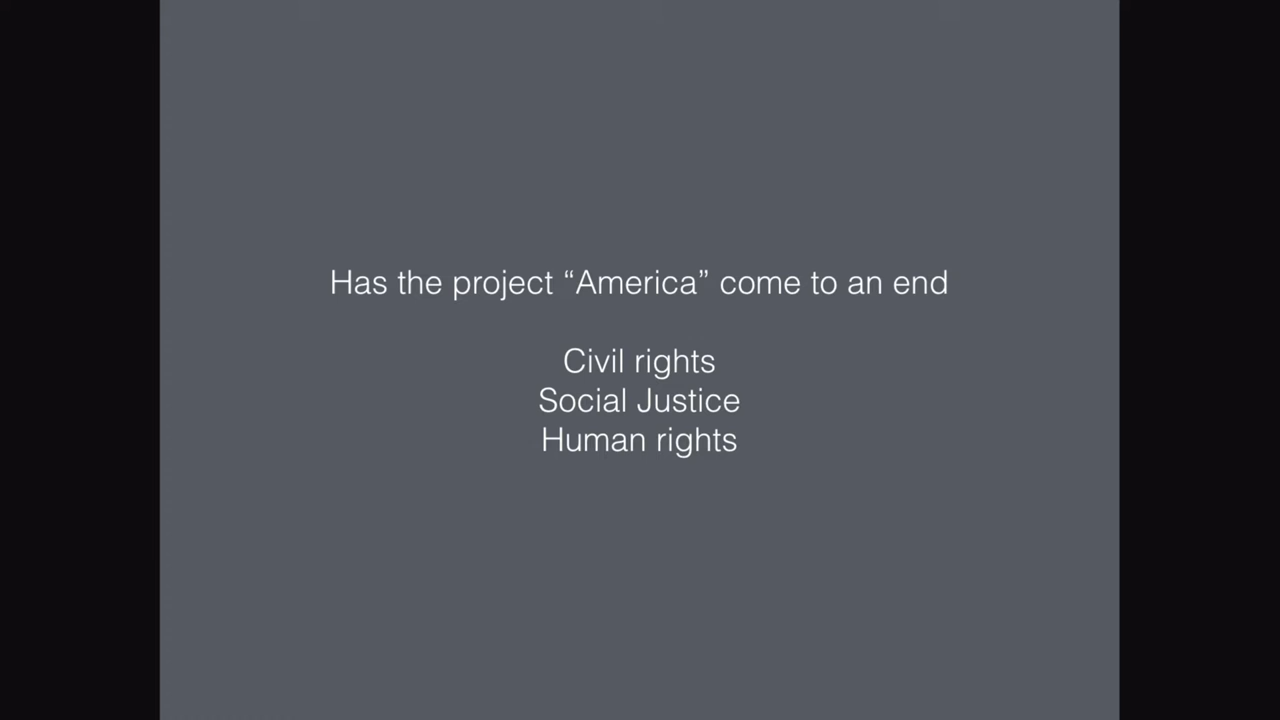 Has the project “America” come to an end
Civil rights
Social Justice
Human rights